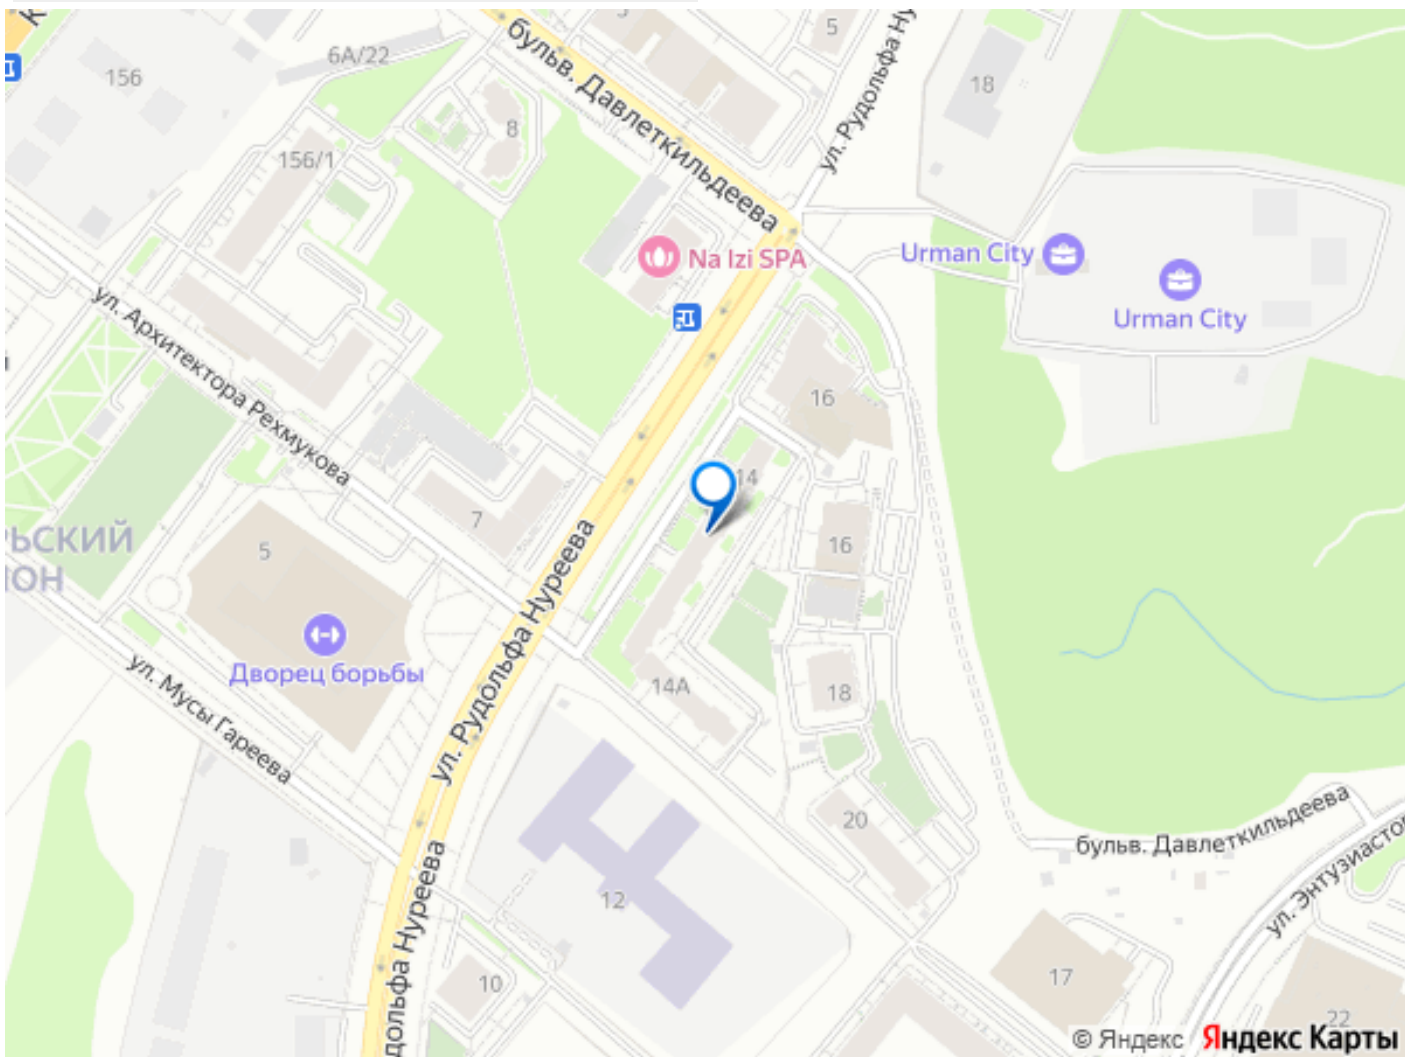 6А/22
156
8
156/1
бульв. Давлеткильдеева
5
ул. Рудольфа Ну
18
Na Izi SPA
Urman City
Urman City
ул. Архитектора Рехмукова
16
14
7
5
16
ЬСКИЙ
ОН
Дворец борьбы
ул. Рудольфа Нуреева
ул. Мусы Гареева
14А
18
20
бульв. Давлеткильдеева
ул. Энтузиастов
12
10
дольфа Нуреева
17
22
© Яндекс Яндекс Карты